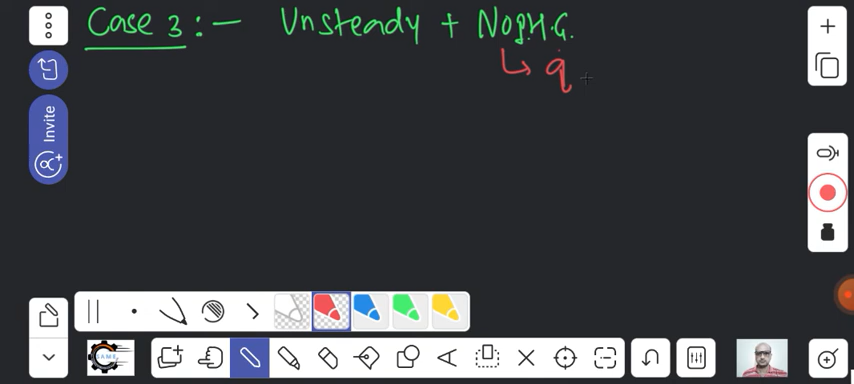 Case 3 :- Unsteady + No I.H.G.
↳ q̇
Invite